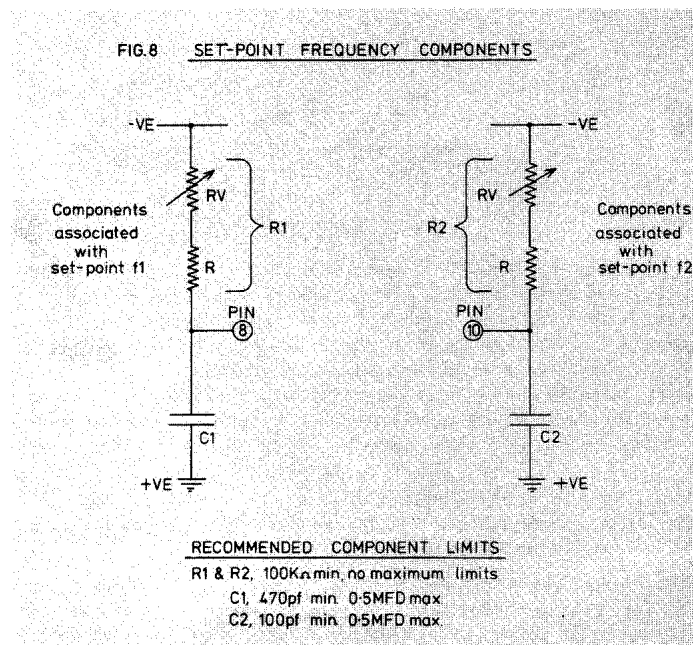 FIG.8 SET-POINT FREQUENCY COMPONENTS
-VE
RV
Components
associated
with
set-point f1
R1
R
PIN
8
C1
+VE
-VE
RV
R2
R
Components
associated
with
set-point f2
PIN
10
C2
+VE
RECOMMENDED COMPONENT LIMITS
R1 & R2, 100KΩ min, no maximum limits
C1, 470pf min 0·5MFD max
C2, 100pf min 0·5MFD max